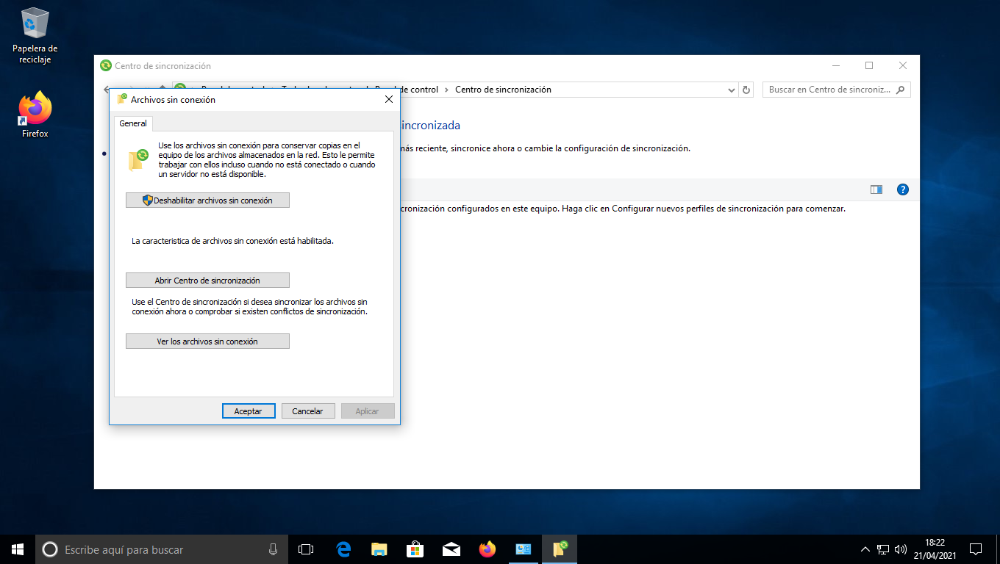 Papelera de
reciclaje
Firefox
Centro de sincronización
de control > Centro de sincronización
Buscar en Centro de sincroniz...
Archivos sin conexión
General
Use los archivos sin conexión para conservar copias en el
equipo de los archivos almacenados en la red. Esto le permite
trabajar con ellos incluso cuando no está conectado o cuando
un servidor no está disponible.
Deshabilitar archivos sin conexión
La caracteristica de archivos sin conexión está habilitada.
Abrir Centro de sincronización
Use el Centro de sincronización si desea sincronizar los archivos sin
conexión ahora o comprobar si existen conflictos de sincronización.
Ver los archivos sin conexión
Aceptar
Cancelar
Aplicar
incronizada
más reciente, sincronice ahora o cambie la configuración de sincronización.
cronización configurados en este equipo. Haga clic en Configurar nuevos perfiles de sincronización para comenzar.
Escribe aquí para buscar
18:22
21/04/2021